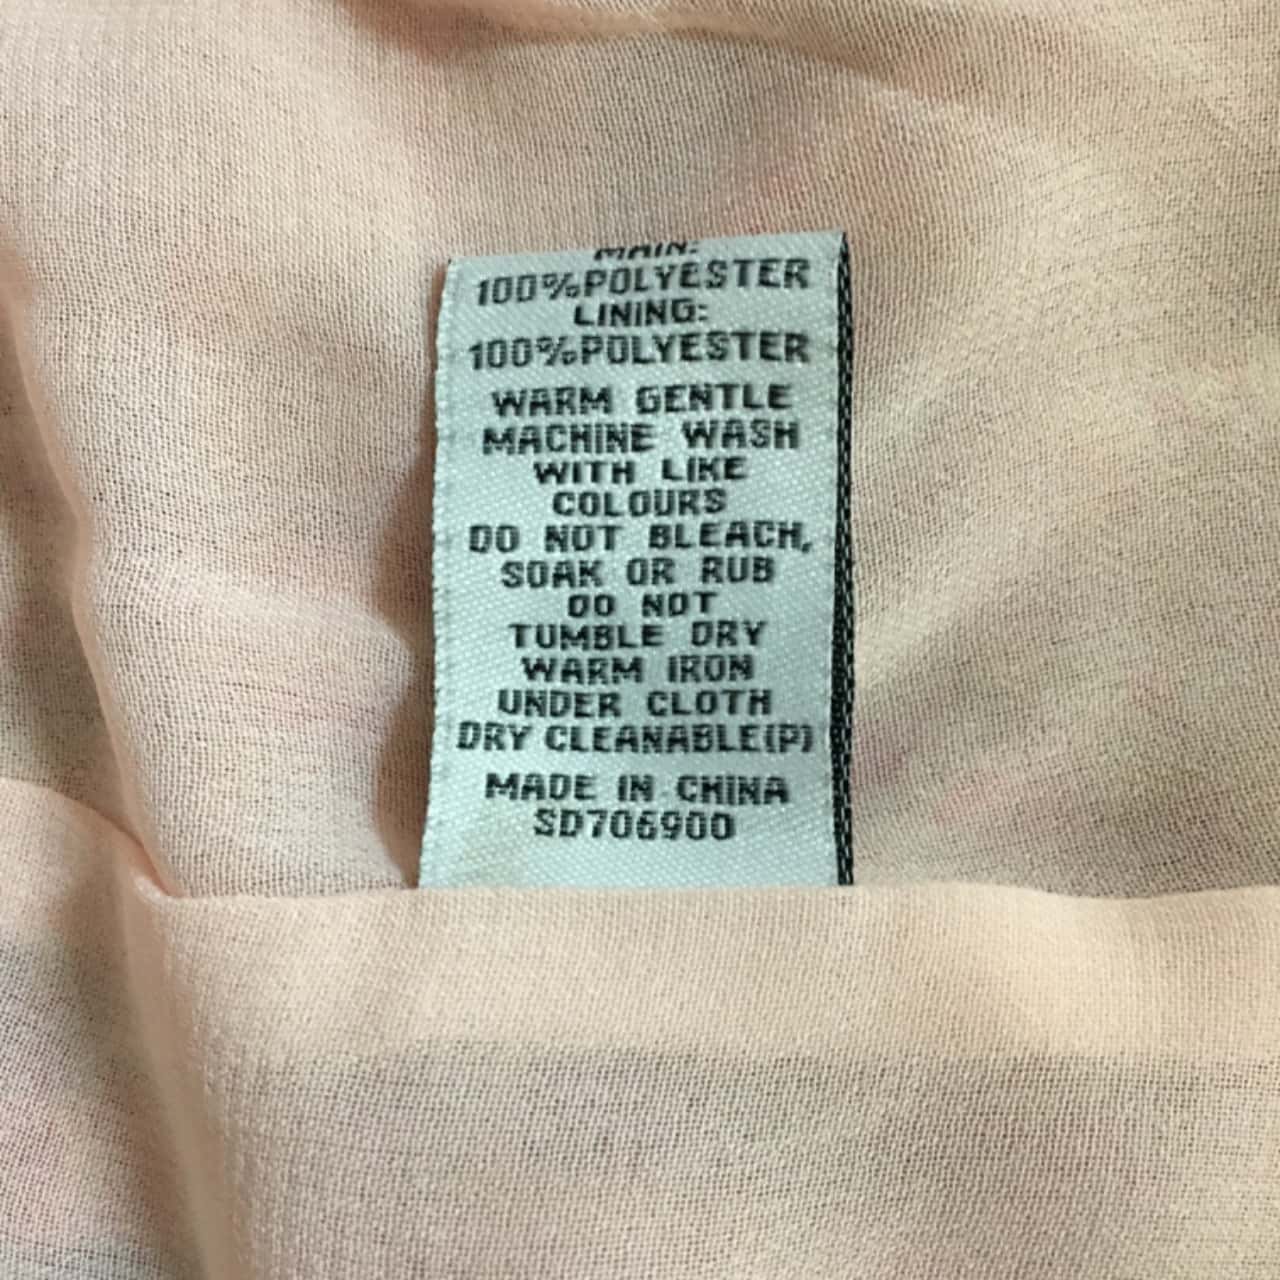 MAIN:
100%POLYESTER
LINING:
100%POLYESTER
WARM GENTLE
MACHINE WASH
WITH LIKE
COLOURS
DO NOT BLEACH,
SOAK OR RUB
DO NOT
TUMBLE DRY
WARM IRON
UNDER CLOTH
DRY CLEANABLE(P)
MADE IN CHINA
SD706900